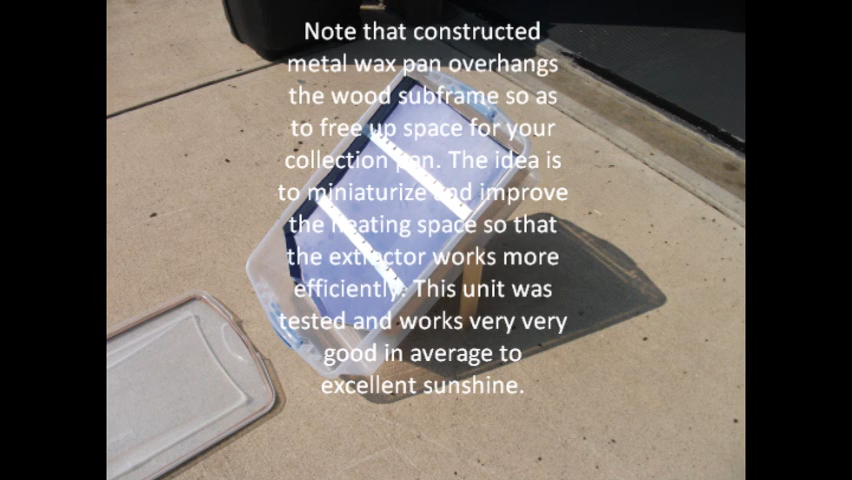 Note that constructed
metal wax pan overhangs
the wood subframe so as
to free up space for your
collection pan. The idea is
to miniaturize and improve
the heating space so that
the extractor works more
efficiently. This unit was
tested and works very very
good in average to
excellent sunshine.